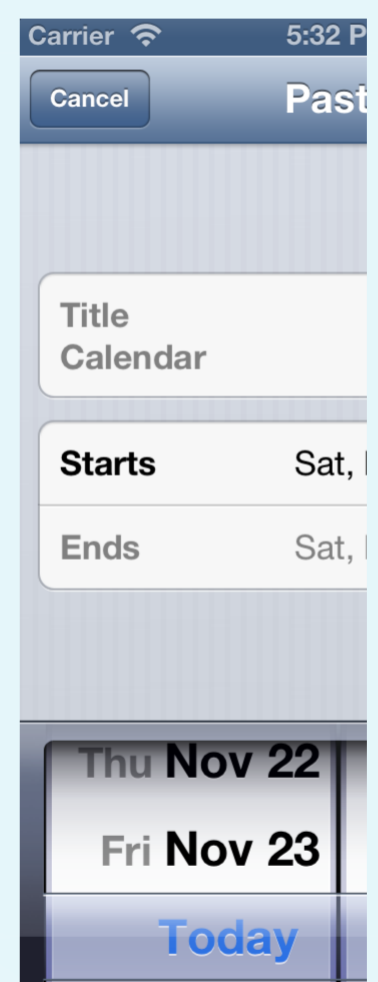 Carrier 5:32 P
Cancel Past
Title
Calendar
Starts Sat,
Ends Sat,
Thu Nov 22
Fri Nov 23
Today